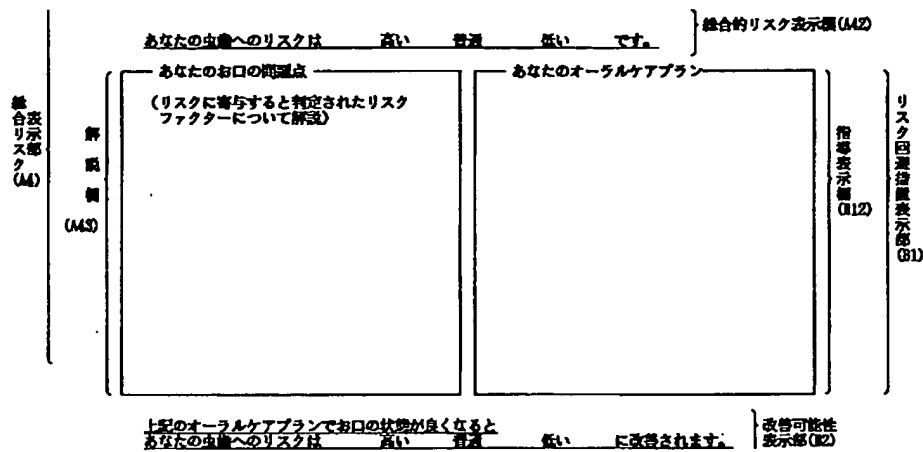 あなたの虫歯へのリスクは 高い 普通 低い です。
総合的リスク表示欄(A42)
あなたのお口の問題点
(リスクに寄与すると判定されたリスク
ファクターについて解説)
あなたのオーラルケアプラン
総合リスク
表示部
(A4)
解説欄
(A43)
指導表示欄
(B12)
リスク回避指置表示部
(B1)
上記のオーラルケアプランでお口の状態が良くなると
あなたの虫歯へのリスクは 高い 普通 低い に改善されます。
改善可能性
表示部(B2)